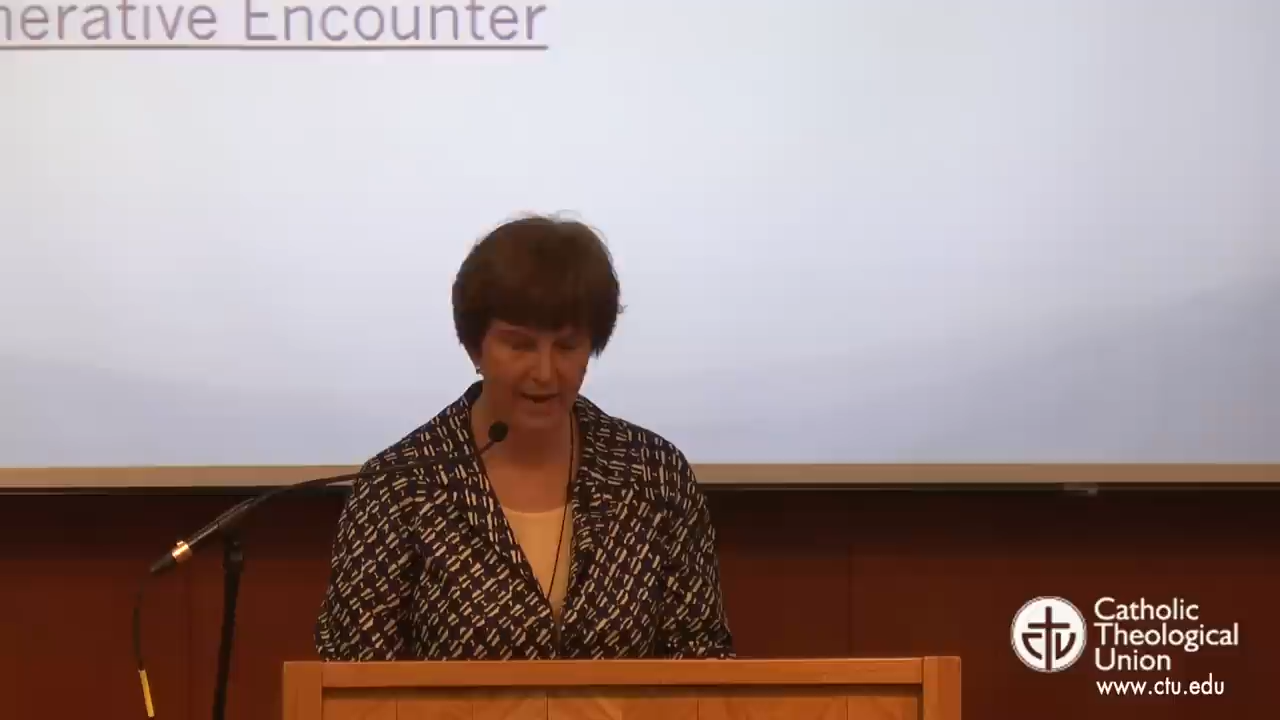 nerative Encounter
Catholic
Theological
Union
www.ctu.edu